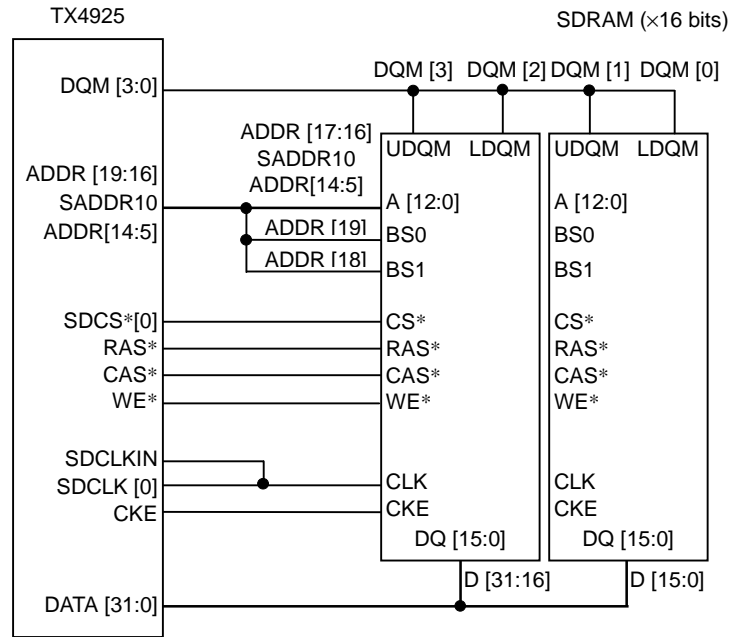 TX4925
SDRAM (×16 bits)
DQM [3:0]
DQM [3]
DQM [2]
DQM [1]
DQM [0]
ADDR [19:16]
SADDR10
ADDR[14:5]
ADDR [17:16]
SADDR10
ADDR[14:5]
ADDR [19]
ADDR [18]
UDQM
LDQM
A [12:0]
BS0
BS1
UDQM
LDQM
A [12:0]
BS0
BS1
SDCS*[0]
RAS*
CAS*
WE*
CS*
RAS*
CAS*
WE*
CS*
RAS*
CAS*
WE*
SDCLKIN
SDCLK [0]
CKE
CLK
CKE
DQ [15:0]
CLK
CKE
DQ [15:0]
D [31:16]
D [15:0]
DATA [31:0]